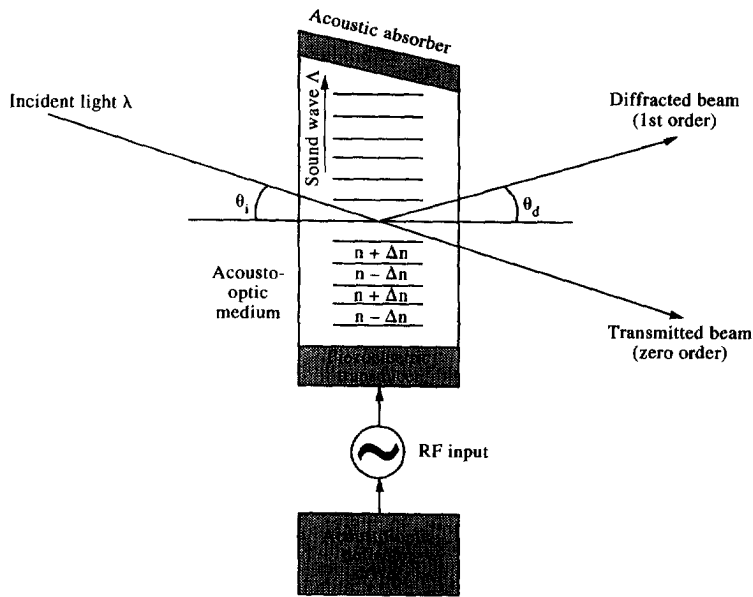 Acoustic absorber
Incident light λ
Sound wave Λ
Diffracted beam
(1st order)
θi
θd
n + Δn
n − Δn
n + Δn
n − Δn
Acousto-
optic
medium
Transmitted beam
(zero order)
RF input